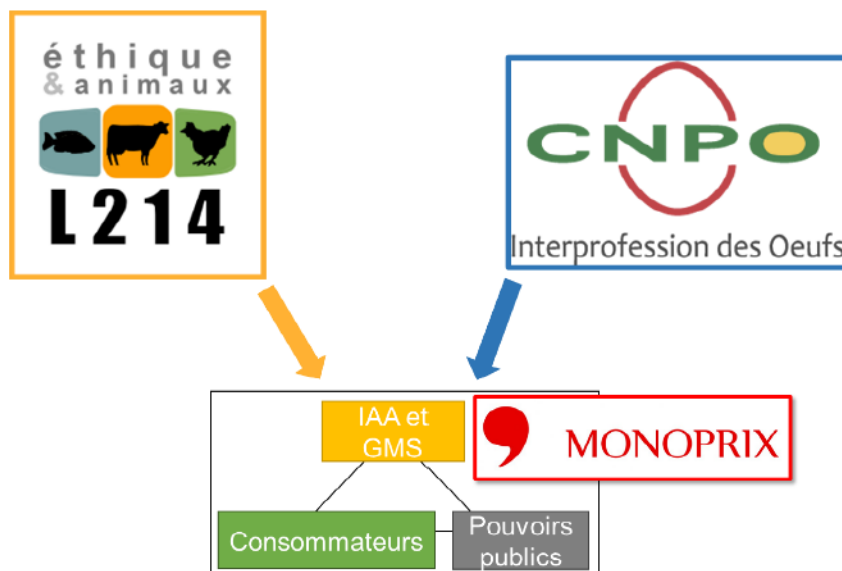 éthique
& animaux
L214
CNPO
Interprofession des Oeufs
IAA et
GMS
MONOPRIX
Consommateurs
Pouvoirs
publics